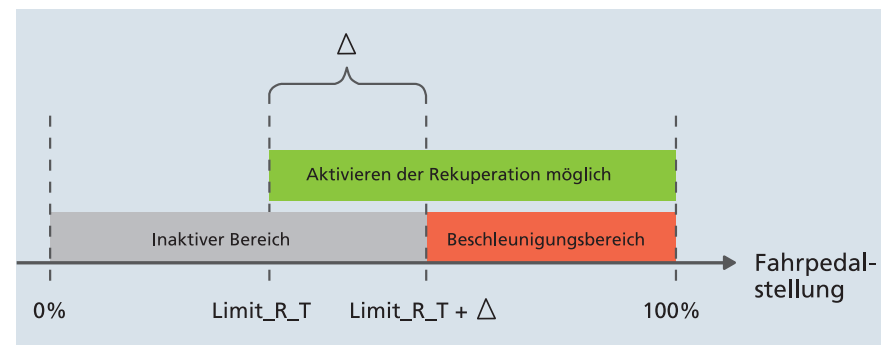 Δ
Aktivieren der Rekuperation möglich
Inaktiver Bereich
Beschleunigungsbereich
Fahrpedal-
stellung
0%
Limit_R_T
Limit_R_T + Δ
100%